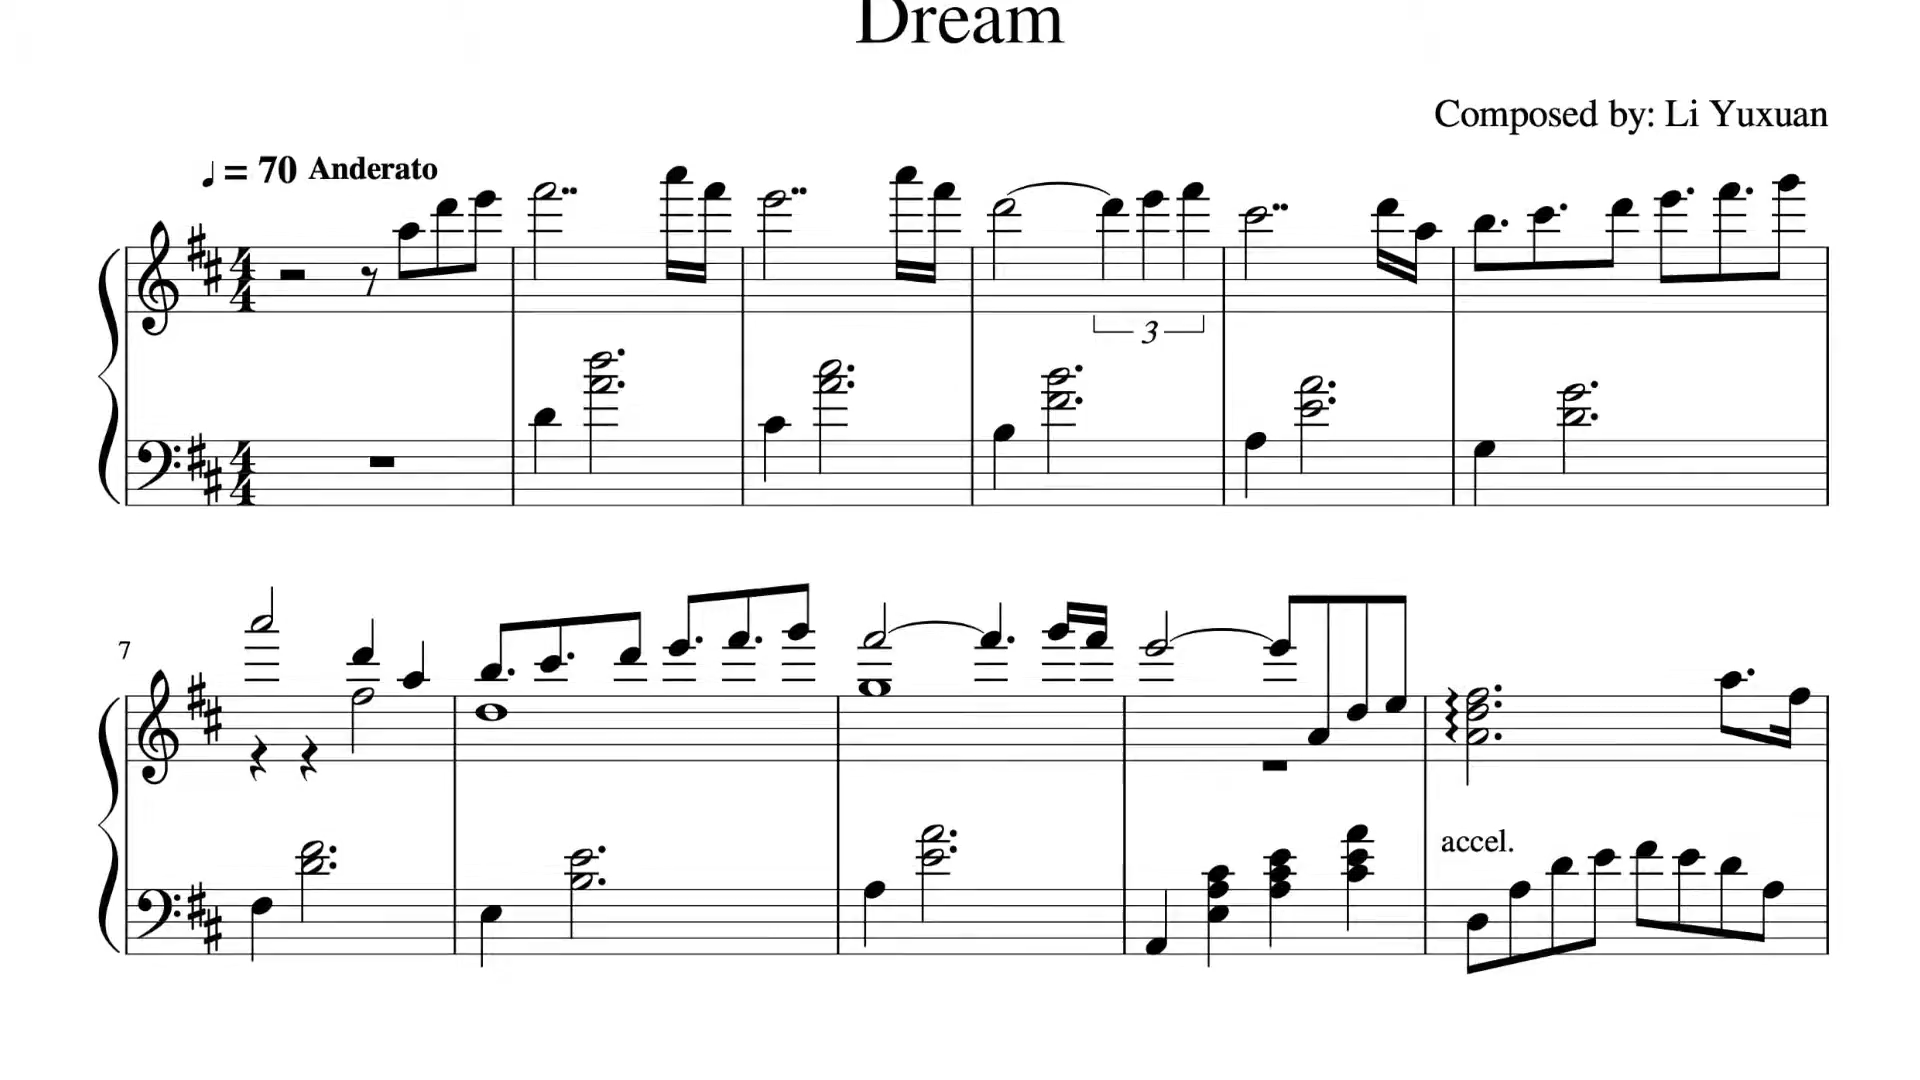 Dream
Composed by: Li Yuxuan
♩ = 70 Anderato
3
7
accel.